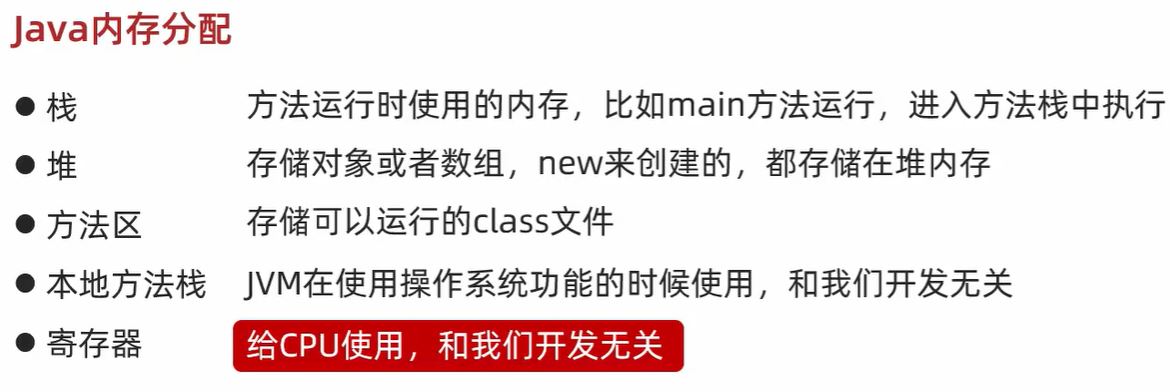 Java内存分配
● 栈 方法运行时使用的内存，比如main方法运行，进入方法栈中执行
● 堆 存储对象或者数组，new来创建的，都存储在堆内存
● 方法区 存储可以运行的class文件
● 本地方法栈 JVM在使用操作系统功能的时候使用，和我们开发无关
● 寄存器 给CPU使用，和我们开发无关